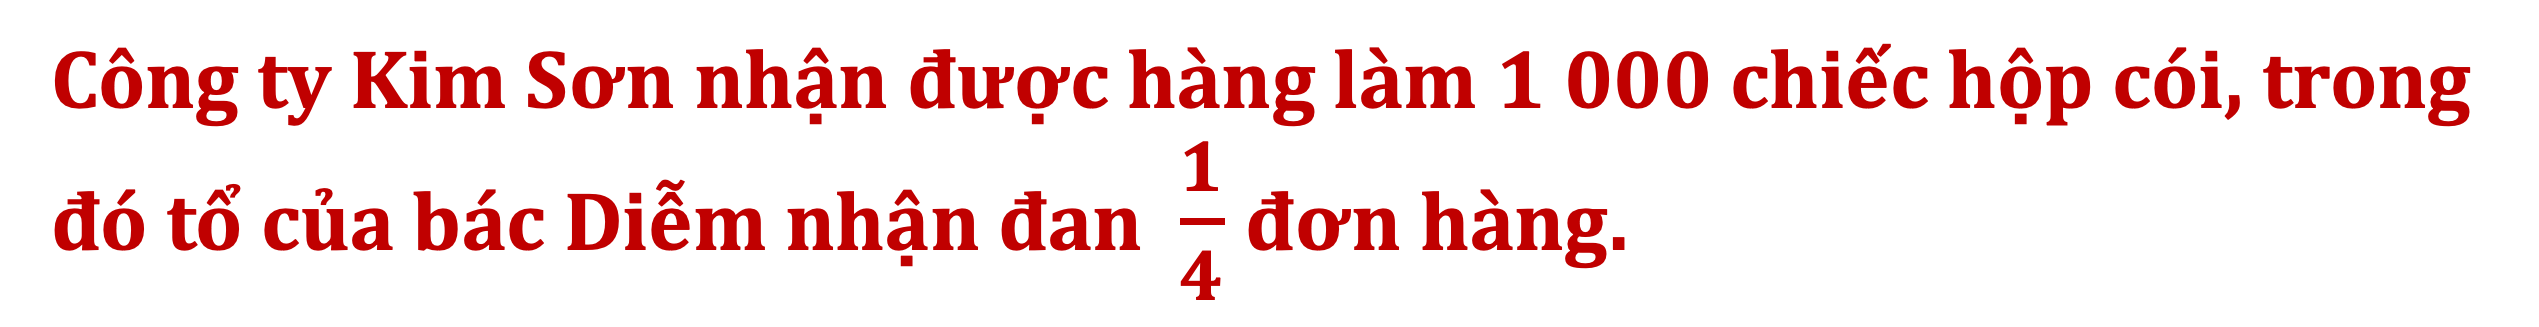 Công ty Kim Sơn nhận được hàng làm 1 000 chiếc hộp cói, trong
đó tổ của bác Diễm nhận đan 1/4 đơn hàng.